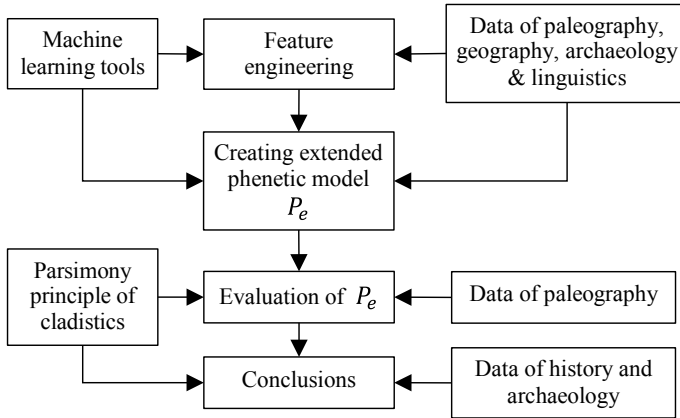 Machine
learning tools
Feature
engineering
Data of paleography,
geography, archaeology
& linguistics
Creating extended
phenetic model
P_e
Parsimony
principle of
cladistics
Evaluation of P_e
Data of paleography
Conclusions
Data of history and
archaeology